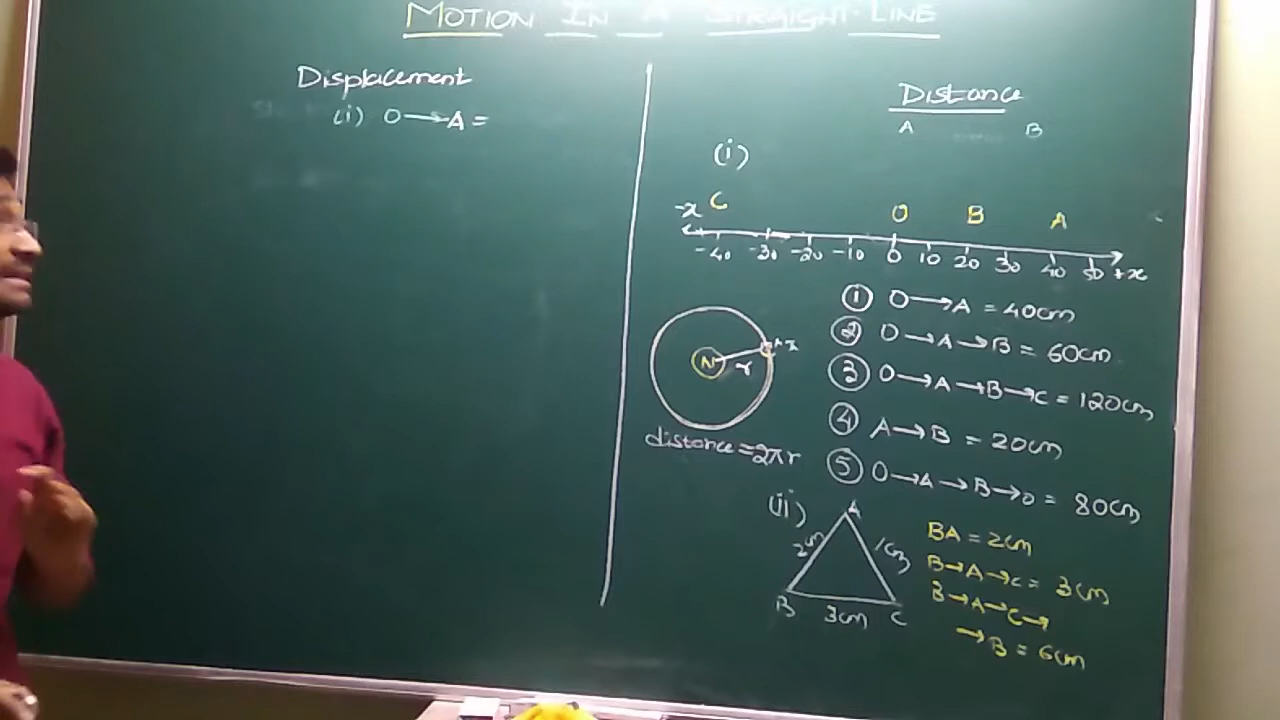 MOTION IN A STRAIGHT LINE
Displacement
(i) O→A =
Distance
A B
(i)
-x C O B A
-40 -30 -20 -10 0 10 20 30 40 50 +x
① O→A = 40cm
② O→A→B = 60cm
③ O→A→B→C = 120cm
④ A→B = 20cm
⑤ O→A→B→O = 80cm
N r
distance = 2πr
(ii)
A
2cm 1cm
B 3cm C
BA = 2cm
B→A→C = 3cm
B→A→C→
→B = 6cm